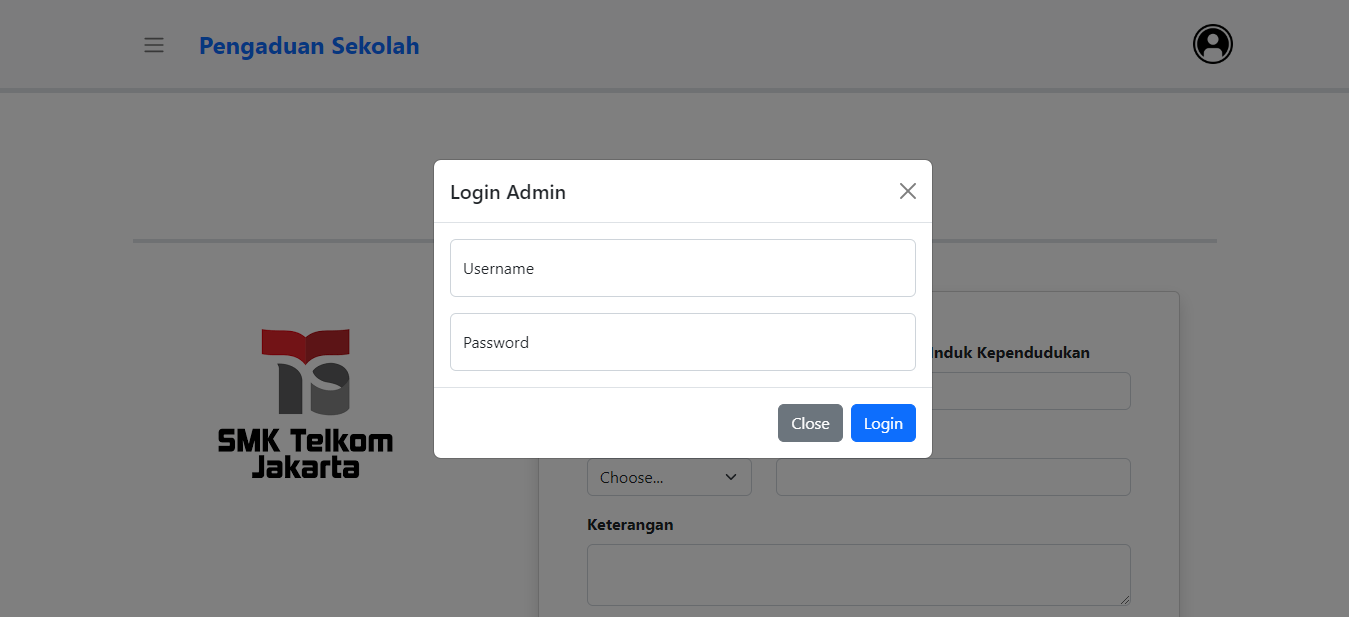 Pengaduan Sekolah
Login Admin
Username
Password
Close Login
Induk Kependudukan
SMK Telkom
Jakarta
Choose...
Keterangan